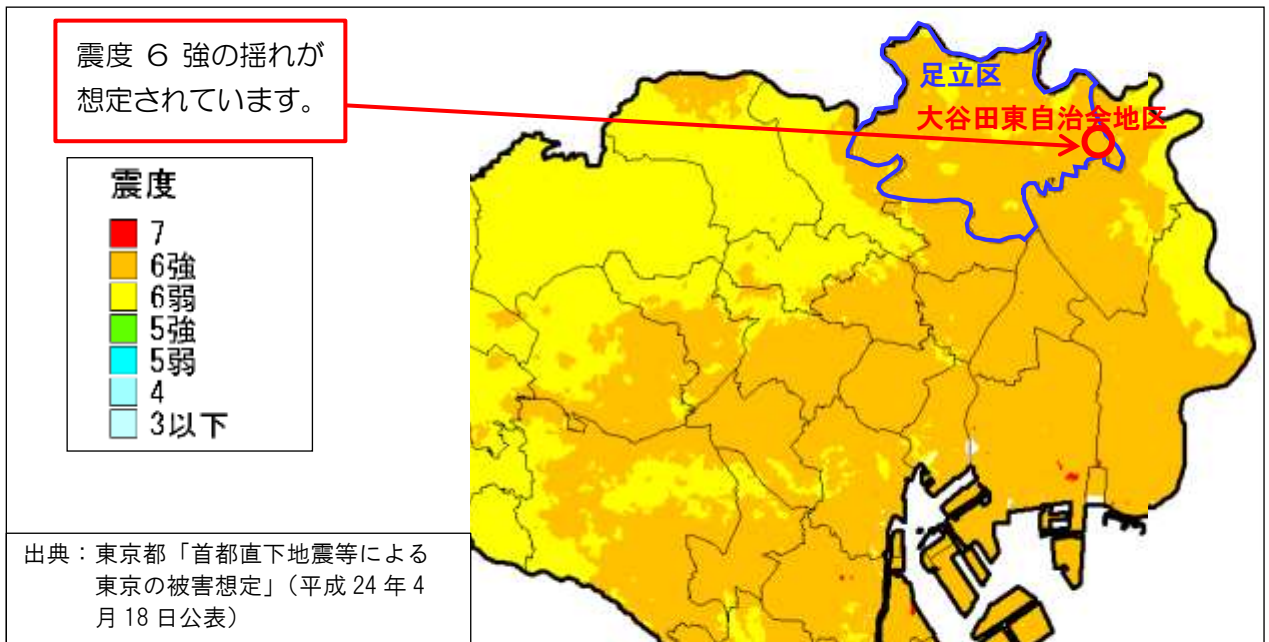 震度 6 強の揺れが
想定されています。
足立区
大谷田東自治会地区
震度
7
6強
6弱
5強
5弱
4
3以下
出典：東京都「首都直下地震等による
東京の被害想定」（平成 24 年 4
月 18 日公表）